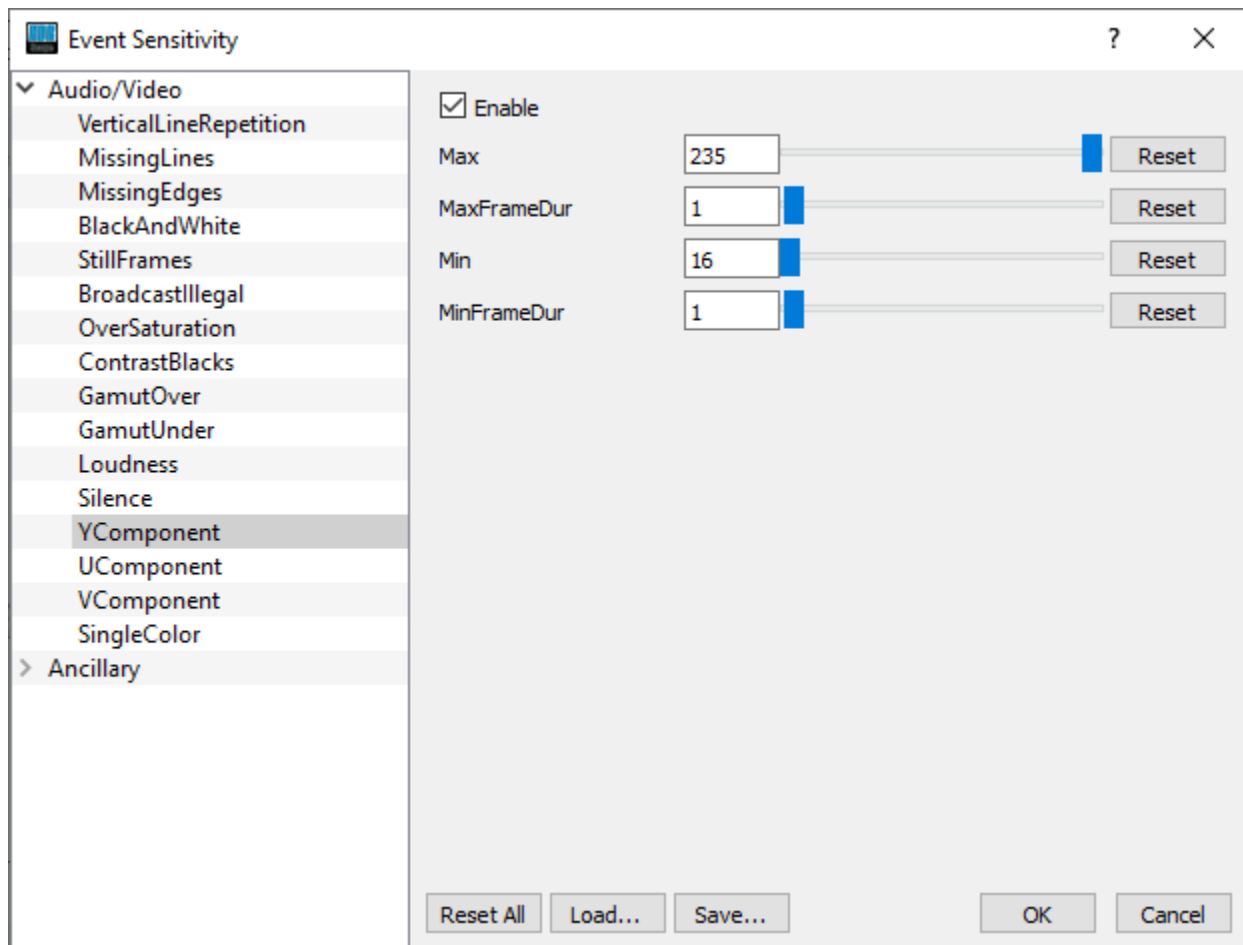 Event Sensitivity
Audio/Video
VerticalLineRepetition
MissingLines
MissingEdges
BlackAndWhite
StillFrames
BroadcastIllegal
OverSaturation
ContrastBlacks
GamutOver
GamutUnder
Loudness
Silence
YComponent
UComponent
VComponent
SingleColor
Ancillary
Enable
Max 235 Reset
MaxFrameDur 1 Reset
Min 16 Reset
MinFrameDur 1 Reset
Reset All Load... Save... OK Cancel